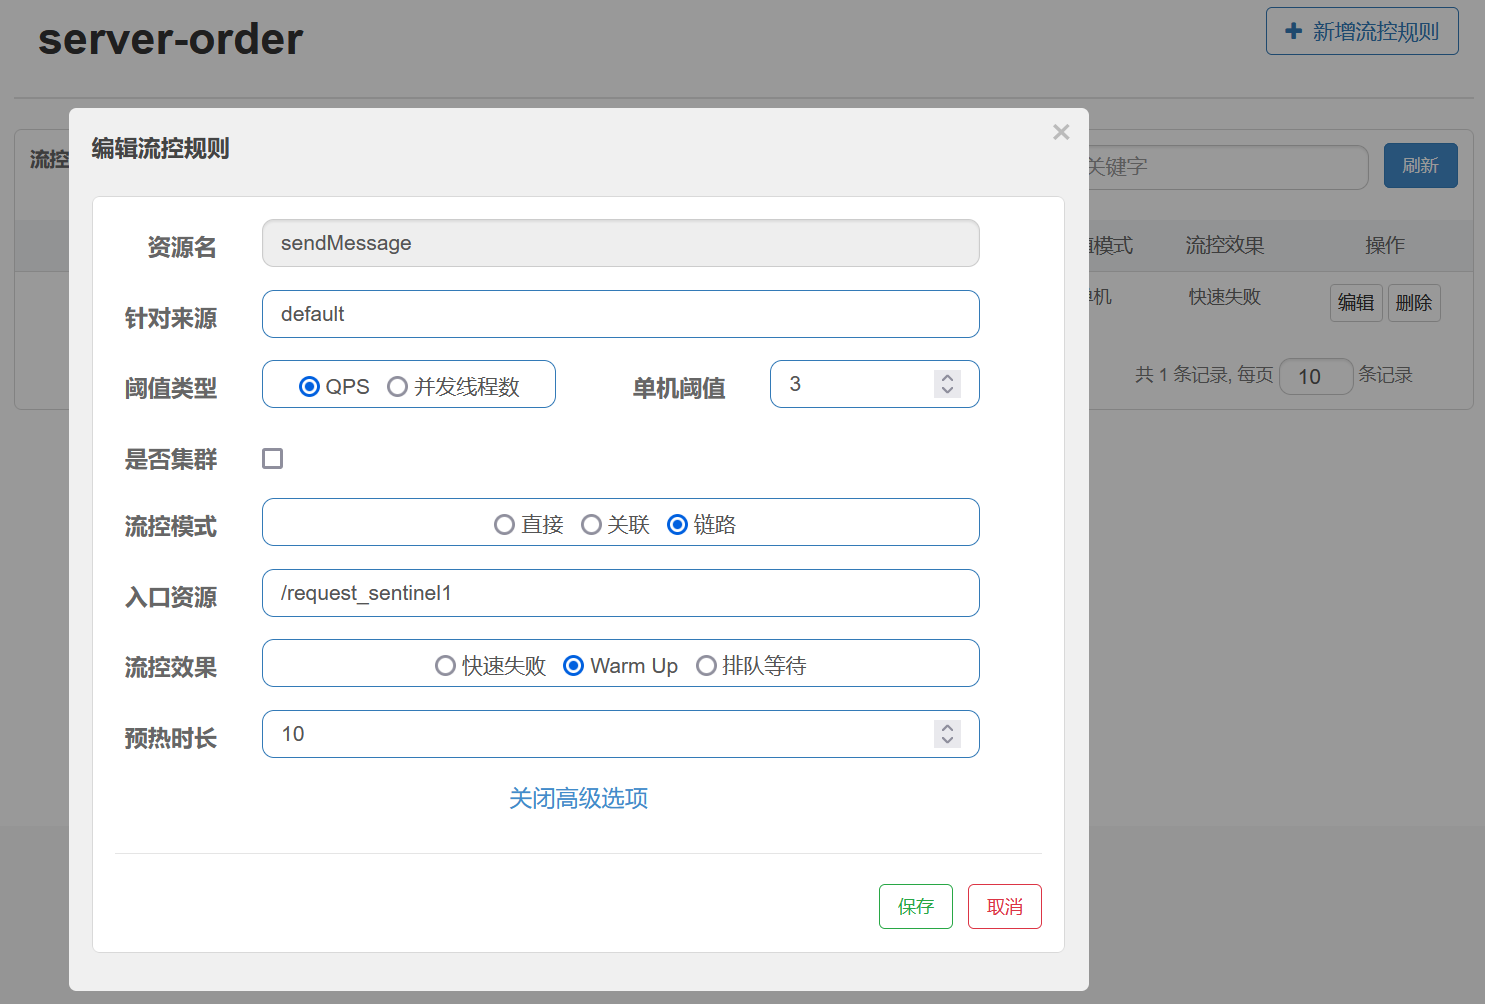 server-order
新增流控规则
流控
关键字
刷新
模式 流控效果 操作
机 快速失败 编辑 删除
共 1 条记录, 每页 10 条记录
编辑流控规则
×
资源名 sendMessage
针对来源 default
阈值类型 QPS 并发线程数 单机阈值 3
是否集群
流控模式 直接 关联 链路
入口资源 /request_sentinel1
流控效果 快速失败 Warm Up 排队等待
预热时长 10
关闭高级选项
保存 取消